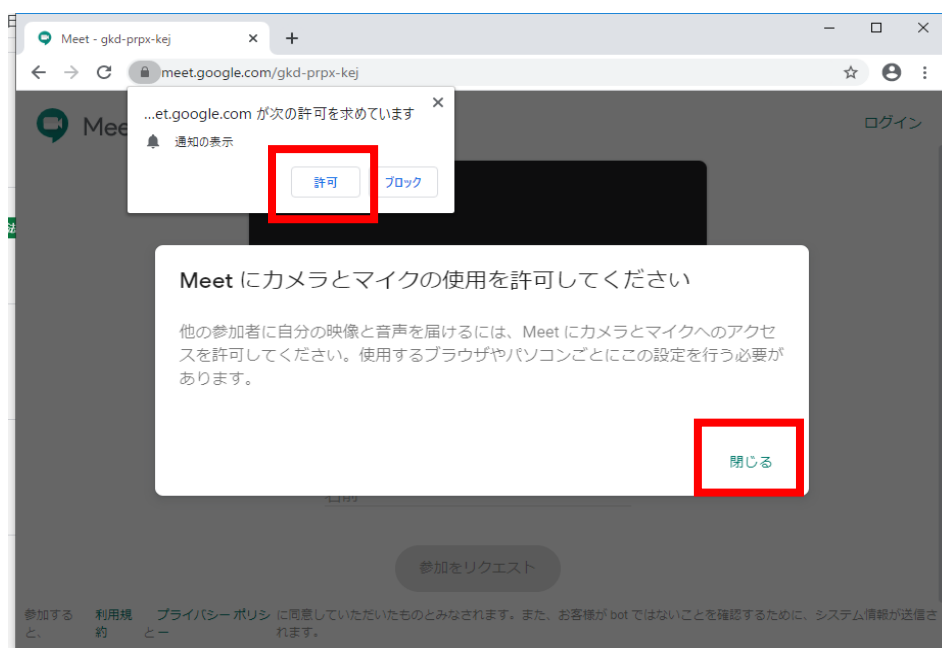 Meet - gkd-prpx-kej
meet.google.com/gkd-prpx-kej
...et.google.com が次の許可を求めています
通知の表示
許可
ブロック
Mee
ログイン
Meet にカメラとマイクの使用を許可してください
他の参加者に自分の映像と音声を届けるには、Meet にカメラとマイクへのアクセ
スを許可してください。使用するブラウザやパソコンごとにこの設定を行う必要が
あります。
閉じる
名前
参加をリクエスト
参加する 利用規 プライバシー ポリシ に同意していただいたものとみなされます。また、お客様が bot ではないことを確認するために、システム情報が送信さ
と、 約 と ー れます。